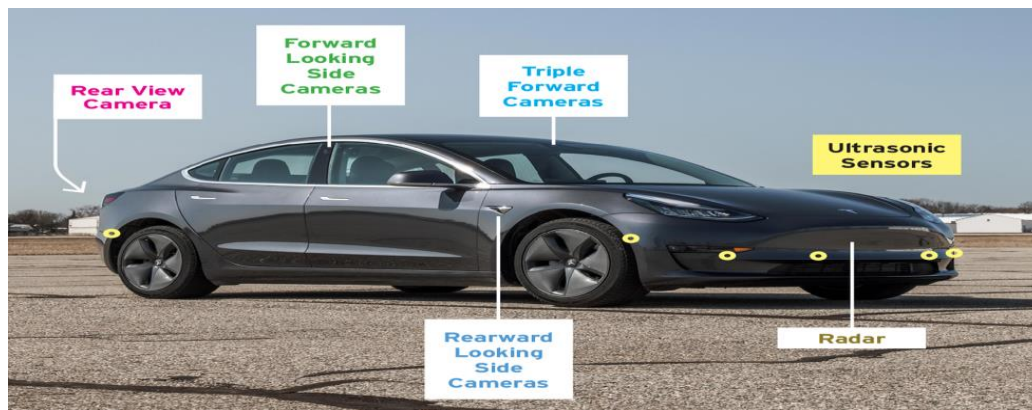 Forward
Looking
Side
Cameras
Triple
Forward
Cameras
Rear View
Camera
Ultrasonic
Sensors
Rearward
Looking
Side
Cameras
Radar